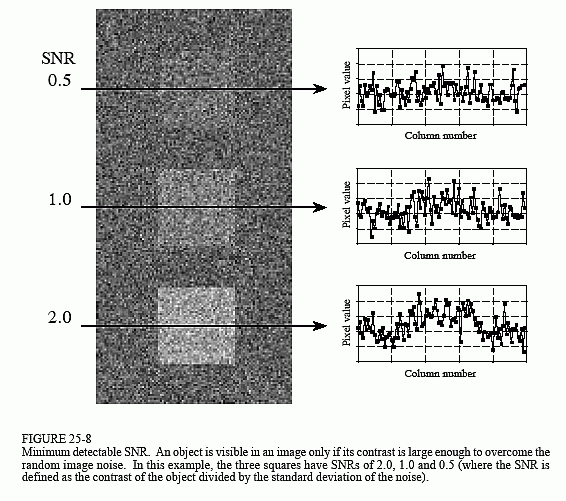 SNR
0.5
Pixel value
Column number
1.0
Pixel value
Column number
2.0
Pixel value
Column number
FIGURE 25-8
Minimum detectable SNR. An object is visible in an image only if its contrast is large enough to overcome the
random image noise. In this example, the three squares have SNRs of 2.0, 1.0 and 0.5 (where the SNR is
defined as the contrast of the object divided by the standard deviation of the noise).